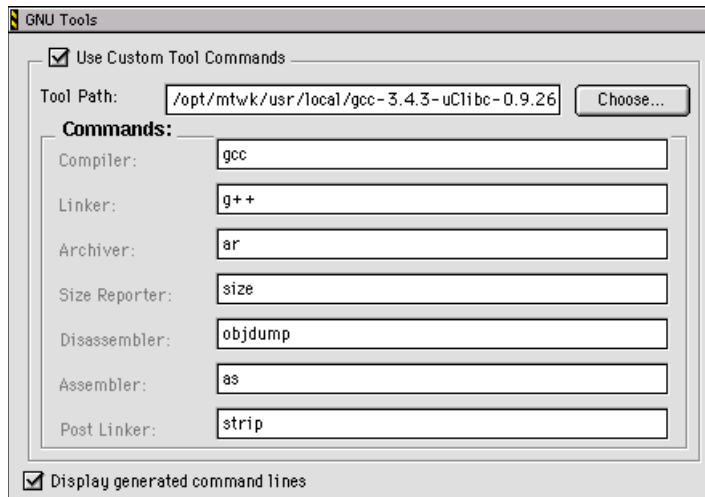 GNU Tools
Use Custom Tool Commands
Tool Path: /opt/mtwk/usr/local/gcc-3.4.3-uClibc-0.9.26 Choose...
Commands:
Compiler: gcc
Linker: g++
Archiver: ar
Size Reporter: size
Disassembler: objdump
Assembler: as
Post Linker: strip
Display generated command lines